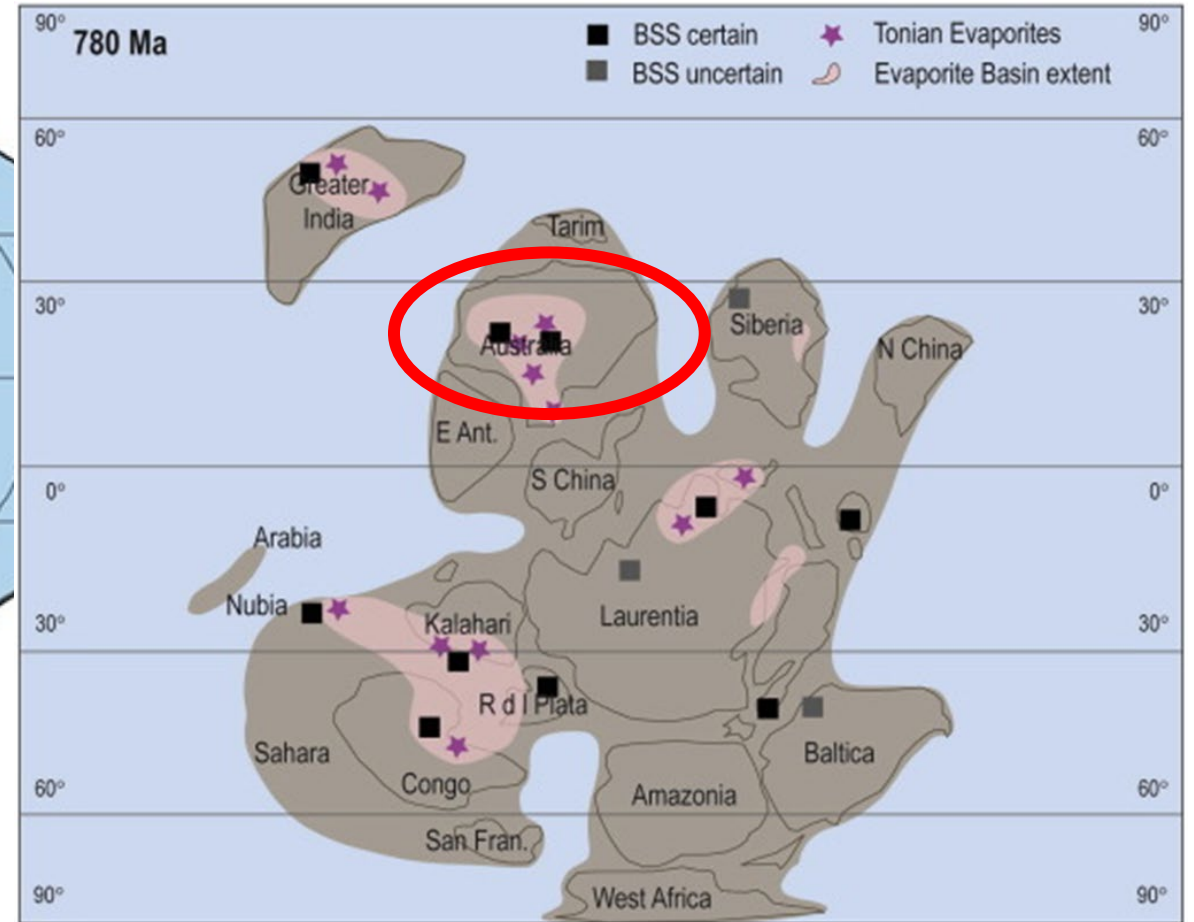 90°
780 Ma
BSS certain
Tonian Evaporites
90°
BSS uncertain
Evaporite Basin extent
60°
60°
Greater
India
Tarim
30°
30°
Siberia
Australia
N China
E Ant.
S China
0°
0°
Arabia
Nubia
Laurentia
30°
Kalahari
30°
R d l Plata
Sahara
Baltica
Congo
60°
Amazonia
60°
San Fran.
90°
West Africa
90°